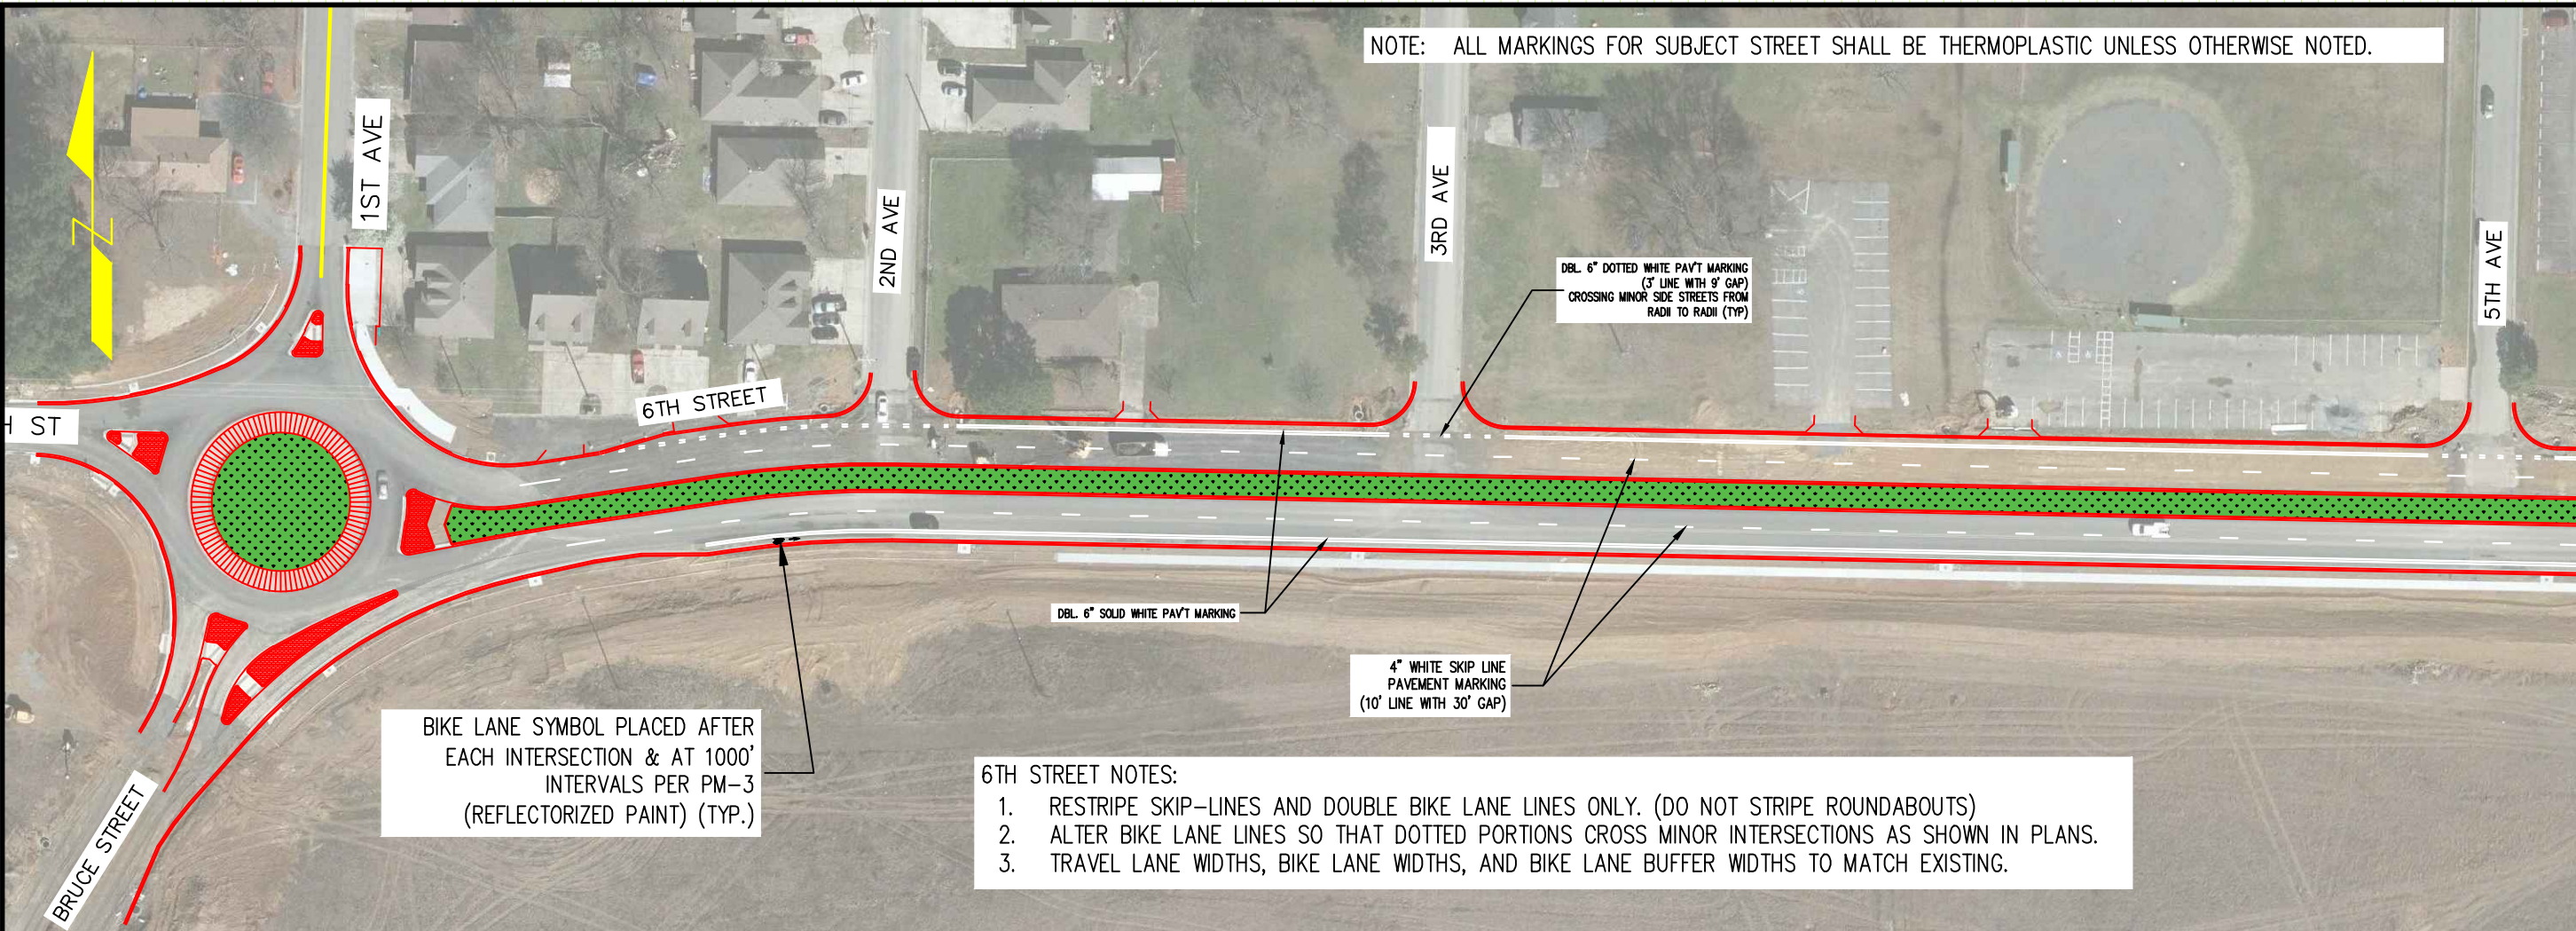 NOTE: ALL MARKINGS FOR SUBJECT STREET SHALL BE THERMOPLASTIC UNLESS OTHERWISE NOTED.
1ST AVE
2ND AVE
3RD AVE
5TH AVE
N
DBL. 6" DOTTED WHITE PAV'T MARKING
(3' LINE WITH 9' GAP)
CROSSING MINOR SIDE STREETS FROM
RADII TO RADII (TYP)
6TH STREET
H ST
DBL. 6" SOLID WHITE PAV'T MARKING
4" WHITE SKIP LINE
PAVEMENT MARKING
(10' LINE WITH 30' GAP)
BIKE LANE SYMBOL PLACED AFTER
EACH INTERSECTION & AT 1000'
INTERVALS PER PM-3
(REFLECTORIZED PAINT) (TYP.)
BRUCE STREET
6TH STREET NOTES:
1. RESTRIPE SKIP-LINES AND DOUBLE BIKE LANE LINES ONLY. (DO NOT STRIPE ROUNDABOUTS)
2. ALTER BIKE LANE LINES SO THAT DOTTED PORTIONS CROSS MINOR INTERSECTIONS AS SHOWN IN PLANS.
3. TRAVEL LANE WIDTHS, BIKE LANE WIDTHS, AND BIKE LANE BUFFER WIDTHS TO MATCH EXISTING.